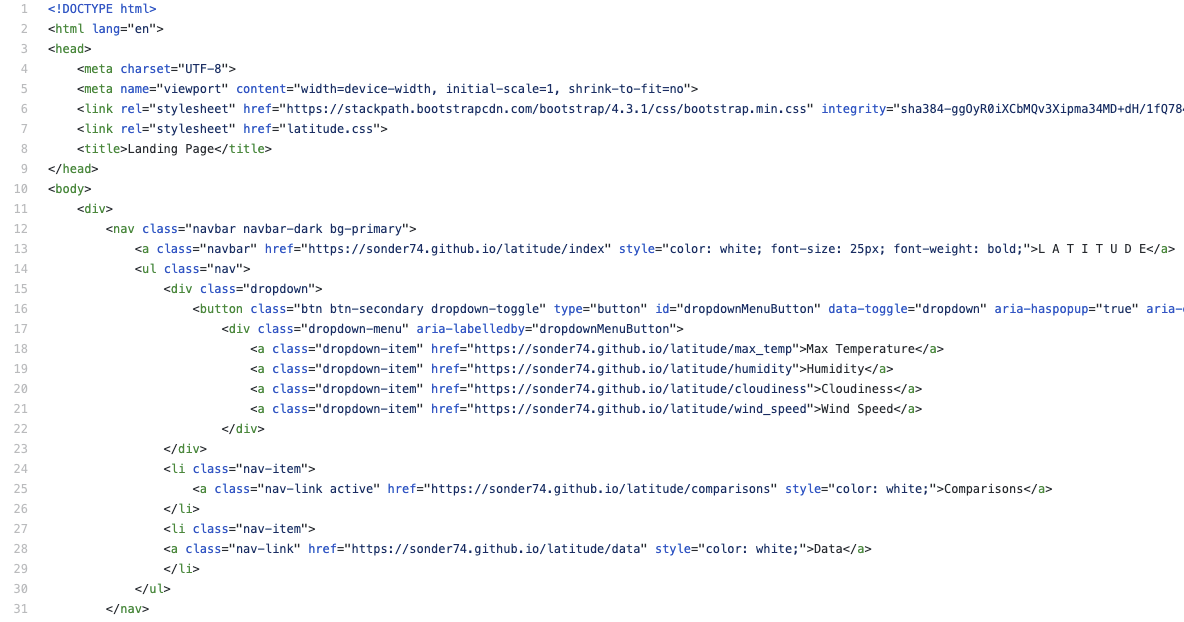 1 <!DOCTYPE html>
2 <html lang="en">
3 <head>
4     <meta charset="UTF-8">
5     <meta name="viewport" content="width=device-width, initial-scale=1, shrink-to-fit=no">
6     <link rel="stylesheet" href="https://stackpath.bootstrapcdn.com/bootstrap/4.3.1/css/bootstrap.min.css" integrity="sha384-ggOyR0iXCbMQv3Xipma34MD+dH/1fQ784
7     <link rel="stylesheet" href="latitude.css">
8     <title>Landing Page</title>
9 </head>
10 <body>
11     <div>
12         <nav class="navbar navbar-dark bg-primary">
13             <a class="navbar" href="https://sonder74.github.io/latitude/index" style="color: white; font-size: 25px; font-weight: bold;">L A T I T U D E</a>
14             <ul class="nav">
15                 <div class="dropdown">
16                     <button class="btn btn-secondary dropdown-toggle" type="button" id="dropdownMenuButton" data-toggle="dropdown" aria-haspopup="true" aria-
17                         <div class="dropdown-menu" aria-labelledby="dropdownMenuButton">
18                             <a class="dropdown-item" href="https://sonder74.github.io/latitude/max_temp">Max Temperature</a>
19                             <a class="dropdown-item" href="https://sonder74.github.io/latitude/humidity">Humidity</a>
20                             <a class="dropdown-item" href="https://sonder74.github.io/latitude/cloudiness">Cloudiness</a>
21                             <a class="dropdown-item" href="https://sonder74.github.io/latitude/wind_speed">Wind Speed</a>
22                         </div>
23                 </div>
24                 <li class="nav-item">
25                     <a class="nav-link active" href="https://sonder74.github.io/latitude/comparisons" style="color: white;">Comparisons</a>
26                 </li>
27                 <li class="nav-item">
28                 <a class="nav-link" href="https://sonder74.github.io/latitude/data" style="color: white;">Data</a>
29                 </li>
30             </ul>
31         </nav>